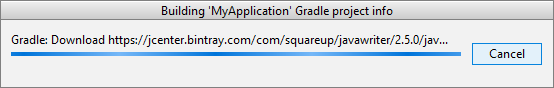 Building 'MyApplication' Gradle project info
Gradle: Download https://jcenter.bintray.com/com/squareup/javawriter/2.5.0/jav...
Cancel